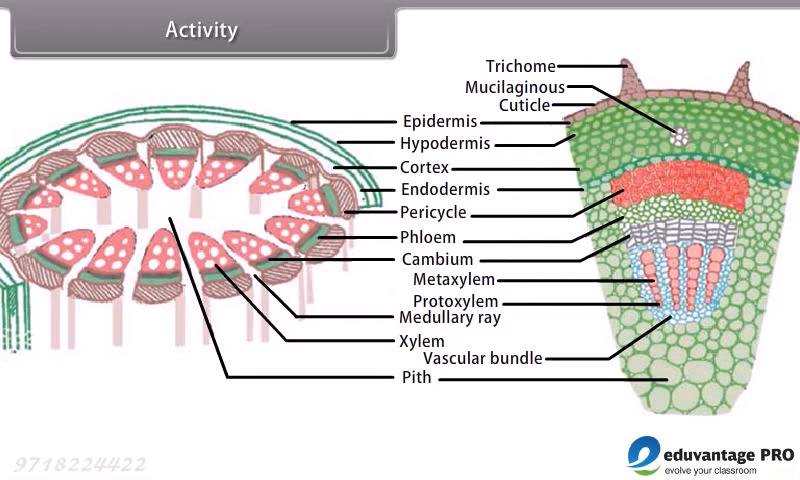 Activity
Trichome
Mucilaginous
Cuticle
Epidermis
Hypodermis
Cortex
Endodermis
Pericycle
Phloem
Cambium
Metaxylem
Protoxylem
Medullary ray
Xylem
Vascular bundle
Pith
9718224422
eduvantage PRO
evolve your classroom